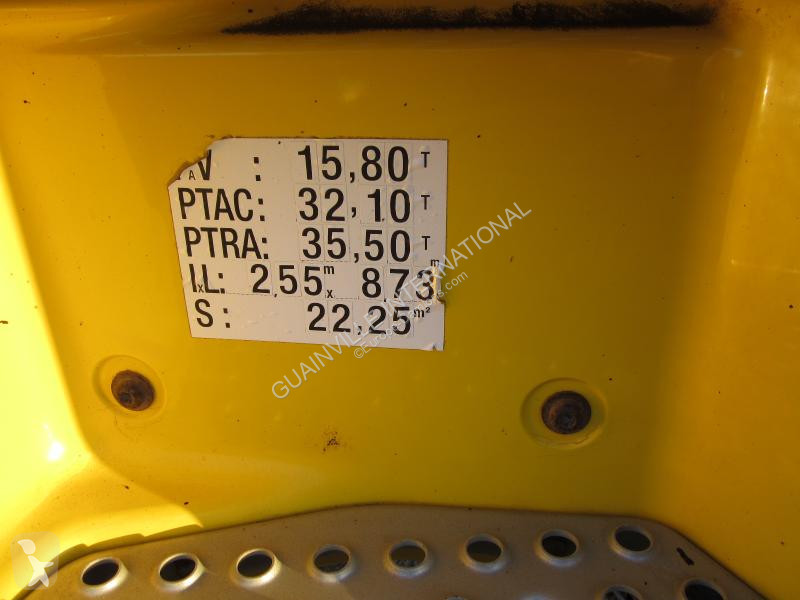 AV : 15,80 T
PTAC: 32,10 T
PTRA: 35,50 T
lxL: 2,55 m x 8,73 m
S : 22,25 m²
GUAINVILLE INTERNATIONAL